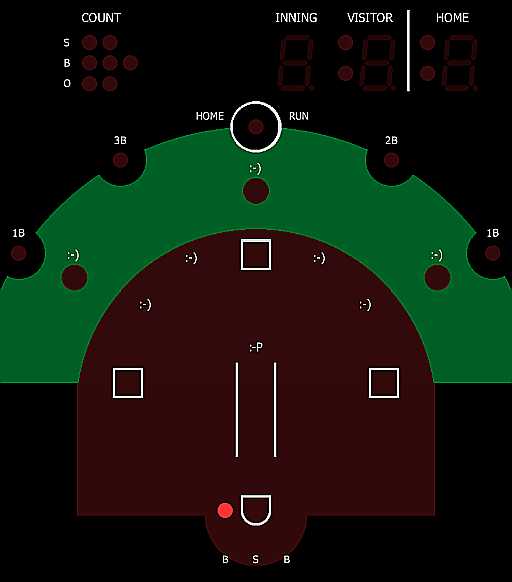 COUNT INNING VISITOR HOME
S
B
O
HOME RUN
3B 2B
:-)
1B 1B
:-) :-)
:-) :-)
:-) :-)
:-P
B S B